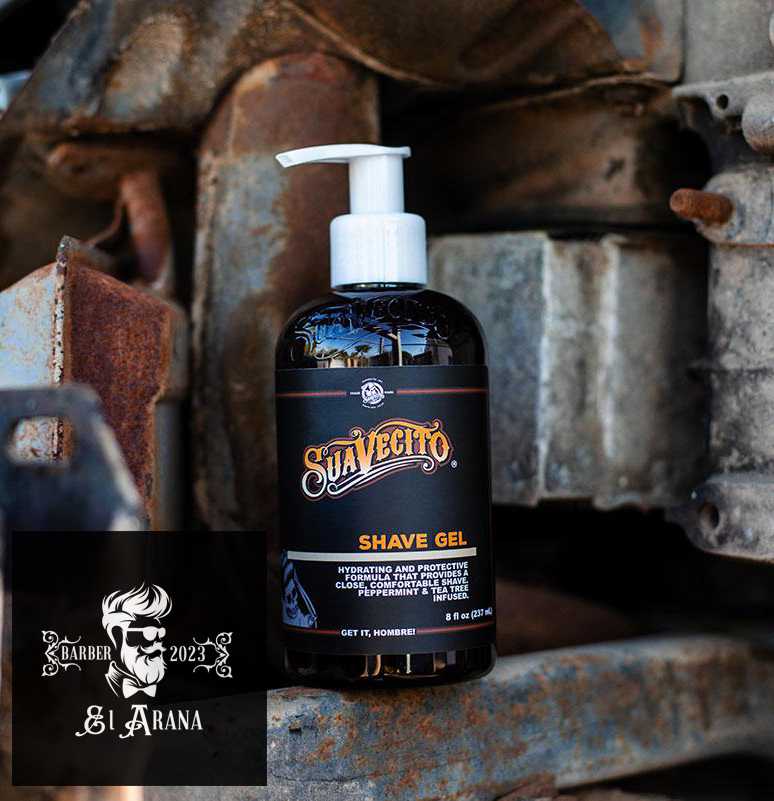 SUAVECITO
®
SHAVE GEL
HYDRATING AND PROTECTIVE
FORMULA THAT PROVIDES A
CLOSE, COMFORTABLE SHAVE.
PEPPERMINT & TEA TREE
INFUSED.
8 fl oz (237 mL)
GET IT, HOMBRE!
BARBER 2023
El ARANA